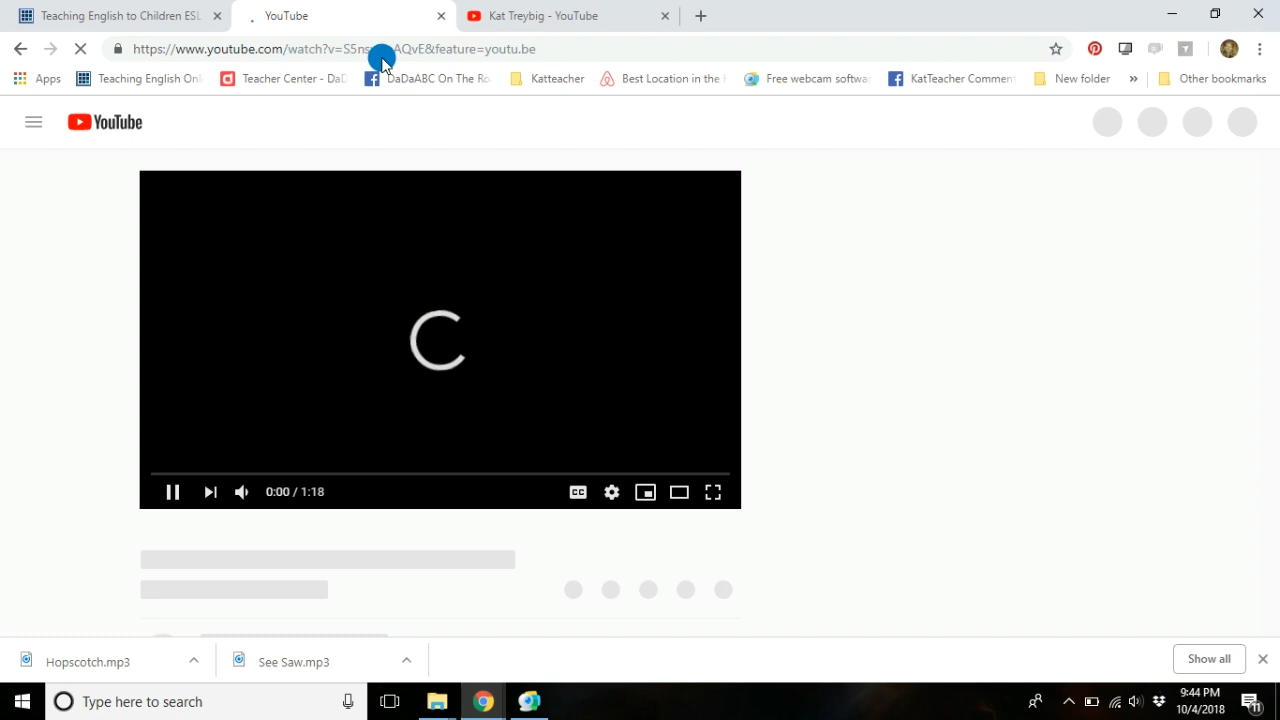 Teaching English to Children ESL
YouTube
Kat Treybig - YouTube
https://www.youtube.com/watch?v=S5ns AQvE&feature=youtu.be
Apps
Teaching English Onli
Teacher Center - DaD
DaDaABC On The Ro
Katteacher
Best Location in the
Free webcam softwa
KatTeacher Comment
New folder
»
Other bookmarks
YouTube
0:00 / 1:18
CC
Hopscotch.mp3
See Saw.mp3
Show all
Type here to search
9:44 PM
10/4/2018
11